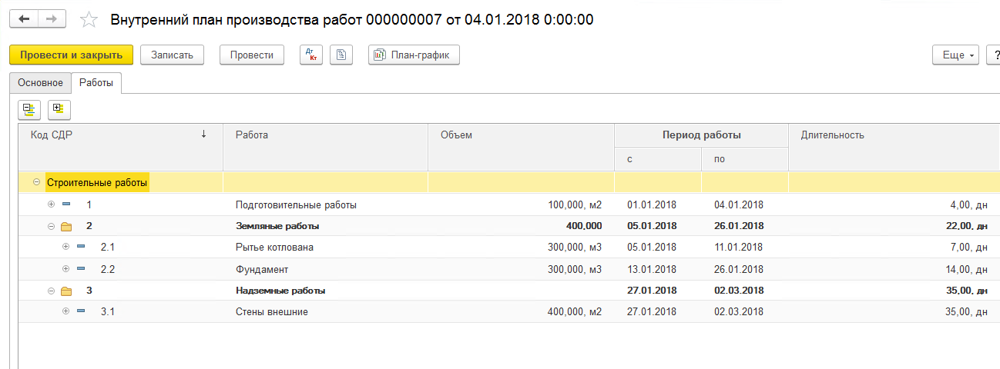 Внутренний план производства работ 000000007 от 04.01.2018 0:00:00
Провести и закрыть Записать Провести Дт Кт План-график Еще ?
Основное Работы
Код СДР ↓ Работа Объем Период работы Длительность
с по
Строительные работы
1 Подготовительные работы 100,000, м2 01.01.2018 04.01.2018 4,00, дн
2 Земляные работы 400,000 05.01.2018 26.01.2018 22,00, дн
2.1 Рытье котлована 300,000, м3 05.01.2018 11.01.2018 7,00, дн
2.2 Фундамент 300,000, м3 13.01.2018 26.01.2018 14,00, дн
3 Надземные работы 27.01.2018 02.03.2018 35,00, дн
3.1 Стены внешние 400,000, м2 27.01.2018 02.03.2018 35,00, дн